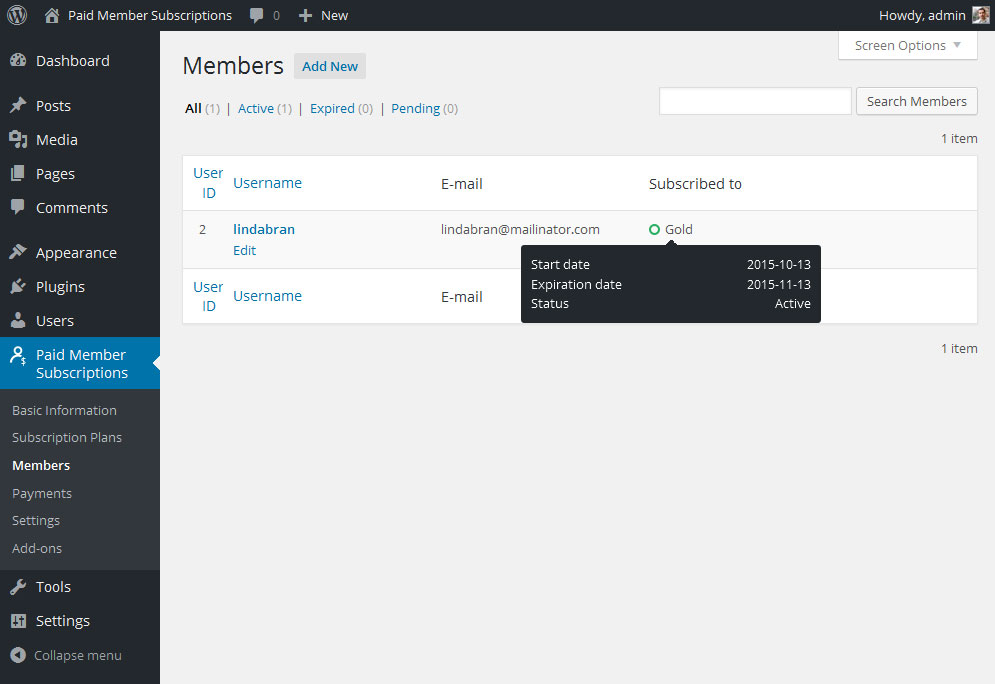 Paid Member Subscriptions 0 New Howdy, admin
Screen Options
Dashboard
Posts
Media
Pages
Comments
Appearance
Plugins
Users
Paid Member
Subscriptions
Basic Information
Subscription Plans
Members
Payments
Settings
Add-ons
Tools
Settings
Collapse menu
Members Add New
All (1) | Active (1) | Expired (0) | Pending (0)
Search Members
1 item
User ID Username E-mail Subscribed to
2 lindabran lindabran@mailinator.com Gold
Edit
Start date 2015-10-13
Expiration date 2015-11-13
Status Active
User ID Username E-mail
1 item